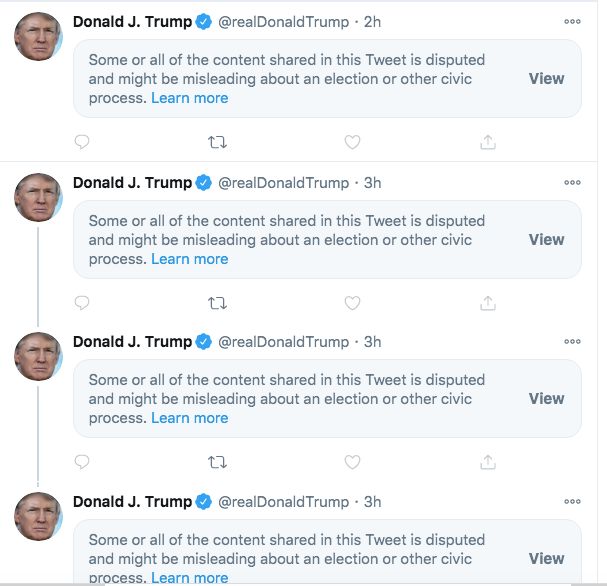 Donald J. Trump @realDonaldTrump · 2h
Some or all of the content shared in this Tweet is disputed
and might be misleading about an election or other civic
process. Learn more
View
Donald J. Trump @realDonaldTrump · 3h
Some or all of the content shared in this Tweet is disputed
and might be misleading about an election or other civic
process. Learn more
View
Donald J. Trump @realDonaldTrump · 3h
Some or all of the content shared in this Tweet is disputed
and might be misleading about an election or other civic
process. Learn more
View
Donald J. Trump @realDonaldTrump · 3h
Some or all of the content shared in this Tweet is disputed
and might be misleading about an election or other civic
process. Learn more
View